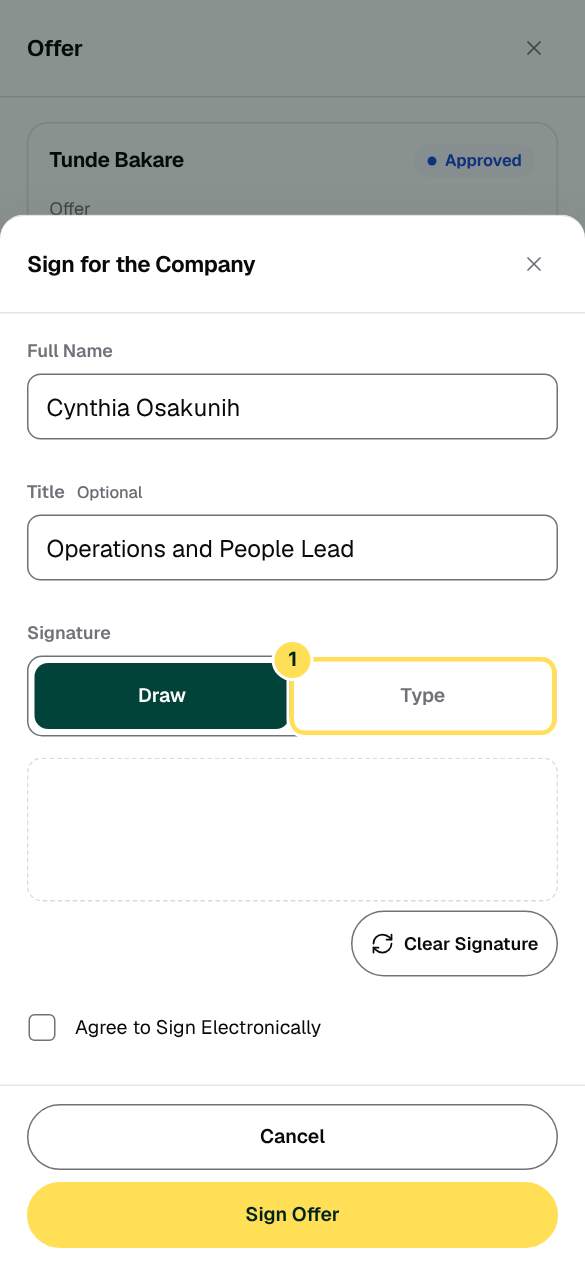 Offer
Tunde Bakare
Approved
Offer
Sign for the Company
Full Name
Cynthia Osakunih
Title Optional
Operations and People Lead
Signature
1
Draw
Type
Clear Signature
Agree to Sign Electronically
Cancel
Sign Offer